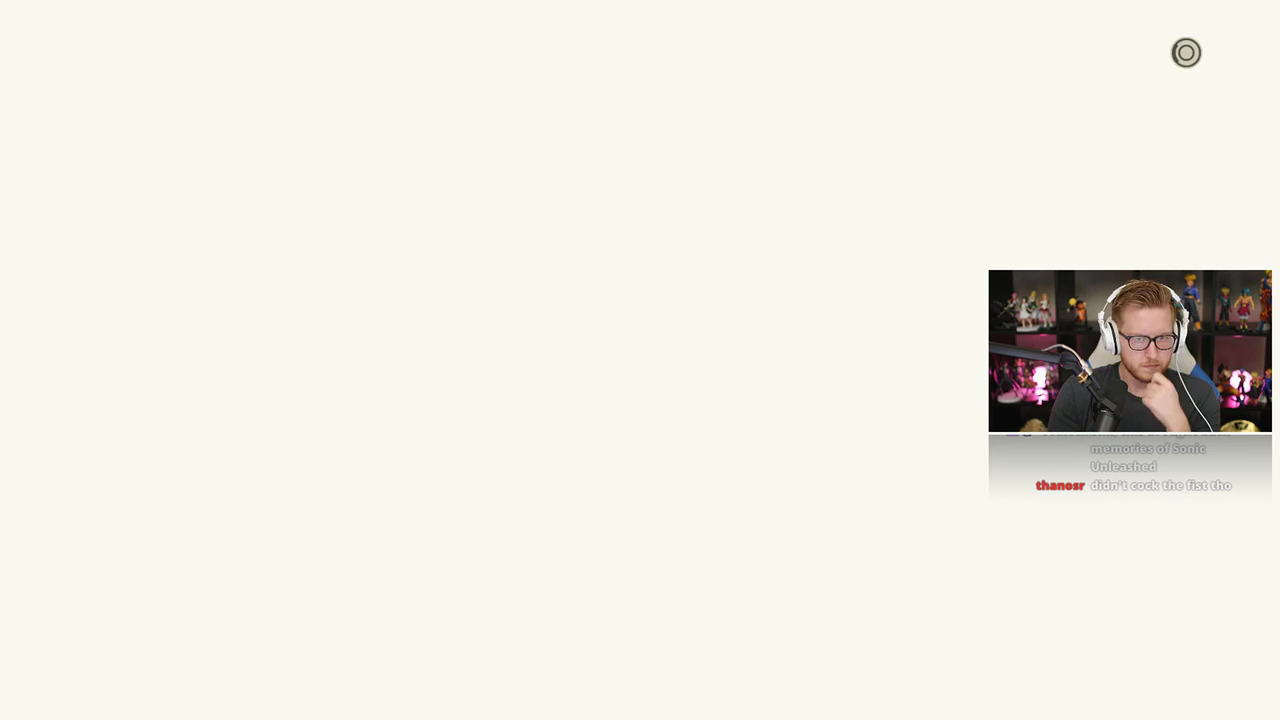 memories of Sonic
Unleashed
thanosr didn't cock the fist tho